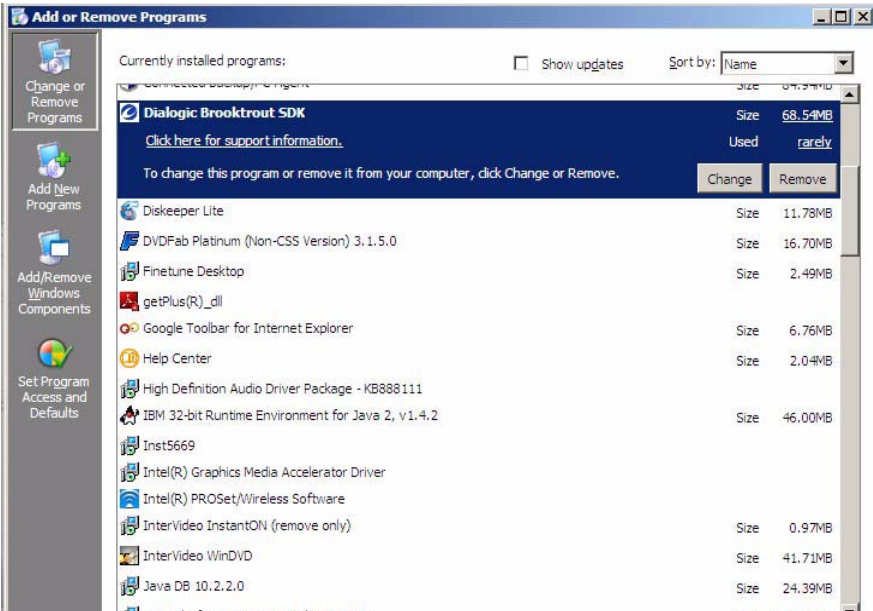 Add or Remove Programs
Change or
Remove
Programs
Add New
Programs
Add/Remove
Windows
Components
Set Program
Access and
Defaults
Currently installed programs:
Show updates
Sort by: Name
Connected Backup/PC Agent Size 84.94MB
Dialogic Brooktrout SDK Size 68.54MB
Click here for support information. Used rarely
To change this program or remove it from your computer, click Change or Remove. Change Remove
Diskeeper Lite Size 11.78MB
DVDFab Platinum (Non-CSS Version) 3.1.5.0 Size 16.70MB
Finetune Desktop Size 2.49MB
getPlus(R)_dll
Google Toolbar for Internet Explorer Size 6.76MB
Help Center Size 2.04MB
High Definition Audio Driver Package - KB888111
IBM 32-bit Runtime Environment for Java 2, v1.4.2 Size 46.00MB
Inst5669
Intel(R) Graphics Media Accelerator Driver
Intel(R) PROSet/Wireless Software
InterVideo InstantON (remove only) Size 0.97MB
InterVideo WinDVD Size 41.71MB
Java DB 10.2.2.0 Size 24.39MB